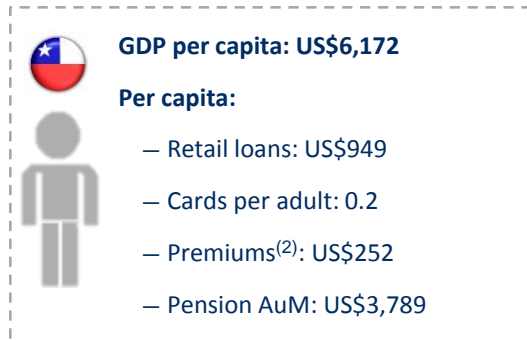 GDP per capita: US$6,172
Per capita:
— Retail loans: US$949
— Cards per adult: 0.2
— Premiums(2): US$252
— Pension AuM: US$3,789